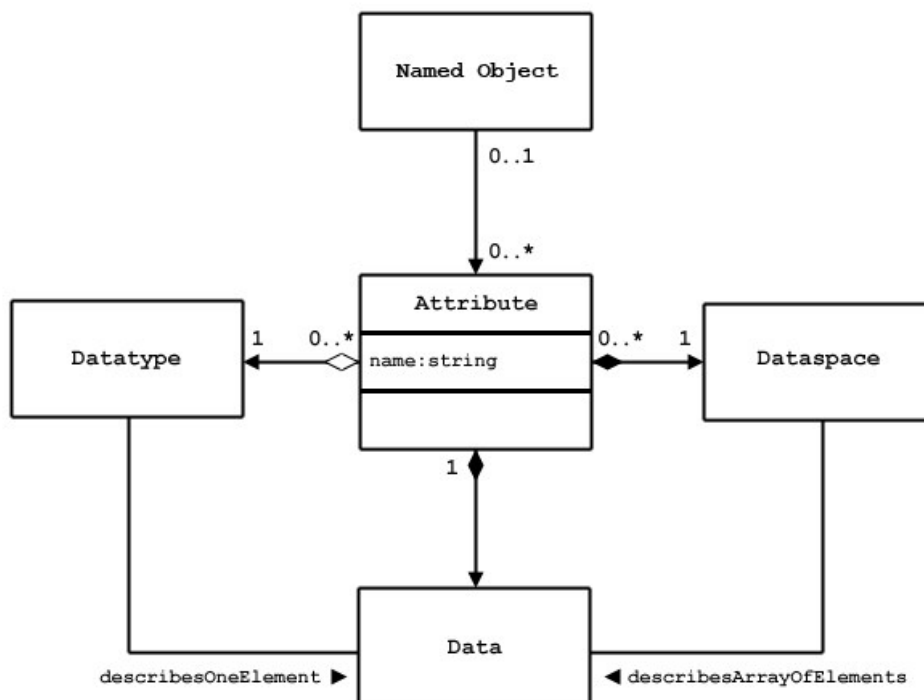 Named Object
0..1
0..*
Attribute
Datatype
1
0..*
name:string
0..*
1
Dataspace
1
Data
describesOneElement ►
◄ describesArrayOfElements